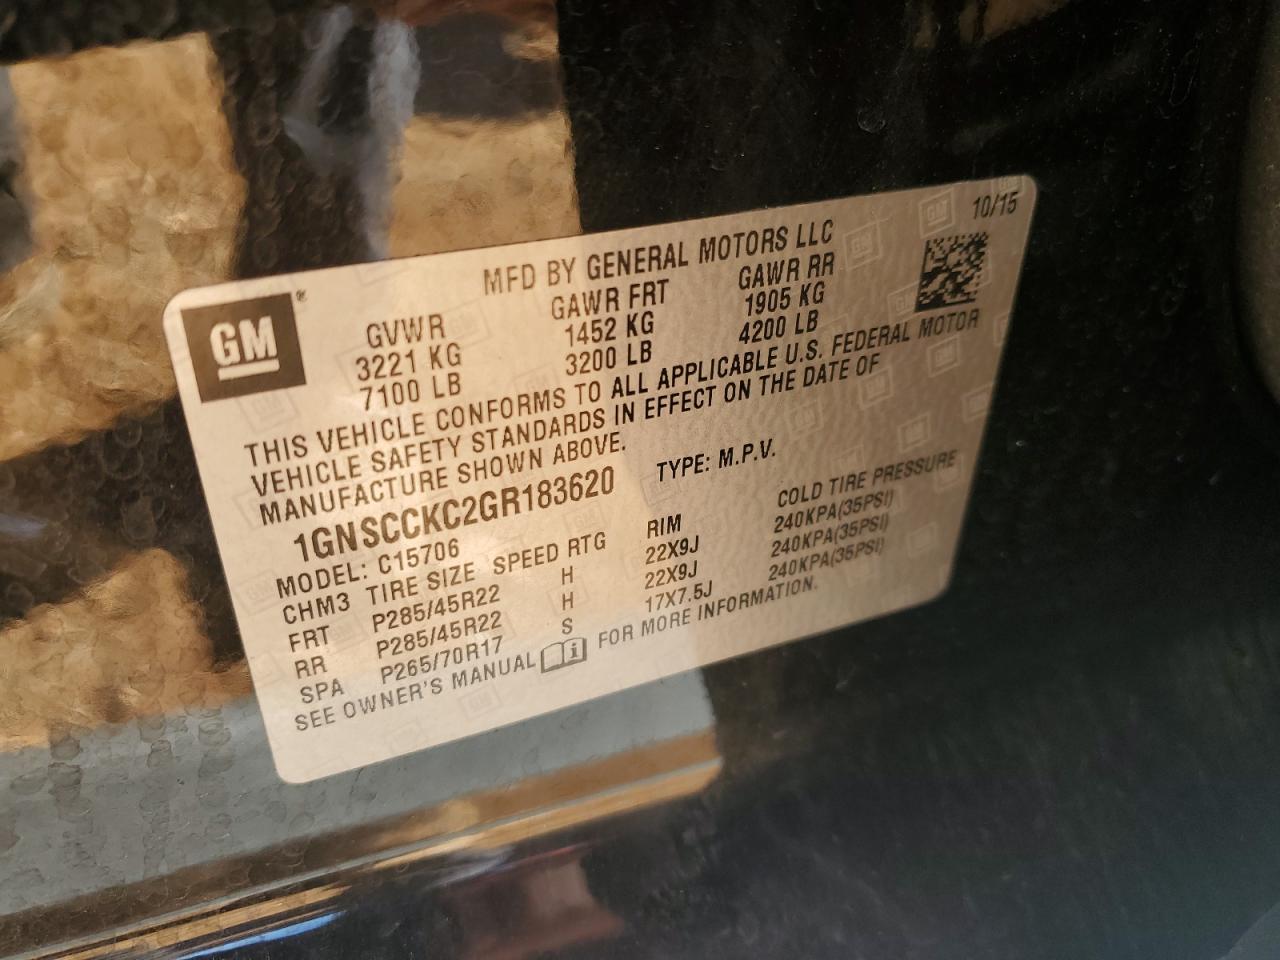 10/15
MFD BY GENERAL MOTORS LLC
GM®
GVWR GAWR FRT GAWR RR
3221 KG 1452 KG 1905 KG
7100 LB 3200 LB 4200 LB
THIS VEHICLE CONFORMS TO ALL APPLICABLE U.S. FEDERAL MOTOR
VEHICLE SAFETY STANDARDS IN EFFECT ON THE DATE OF
MANUFACTURE SHOWN ABOVE.
1GNSCCKC2GR183620 TYPE: M.P.V.
MODEL: C15706
CHM3 TIRE SIZE SPEED RTG RIM COLD TIRE PRESSURE
FRT P285/45R22 H 22X9J 240KPA(35PSI)
RR P285/45R22 H 22X9J 240KPA(35PSI)
SPA P265/70R17 S 17X7.5J 240KPA(35PSI)
SEE OWNER'S MANUAL FOR MORE INFORMATION.